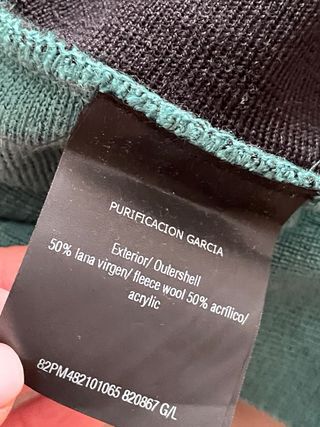 PURIFICACION GARCIA
Exterior/ Outershell
50% lana virgen/ fleece wool 50% acrílico/
acrylic
82PM482101065 820867 G/L